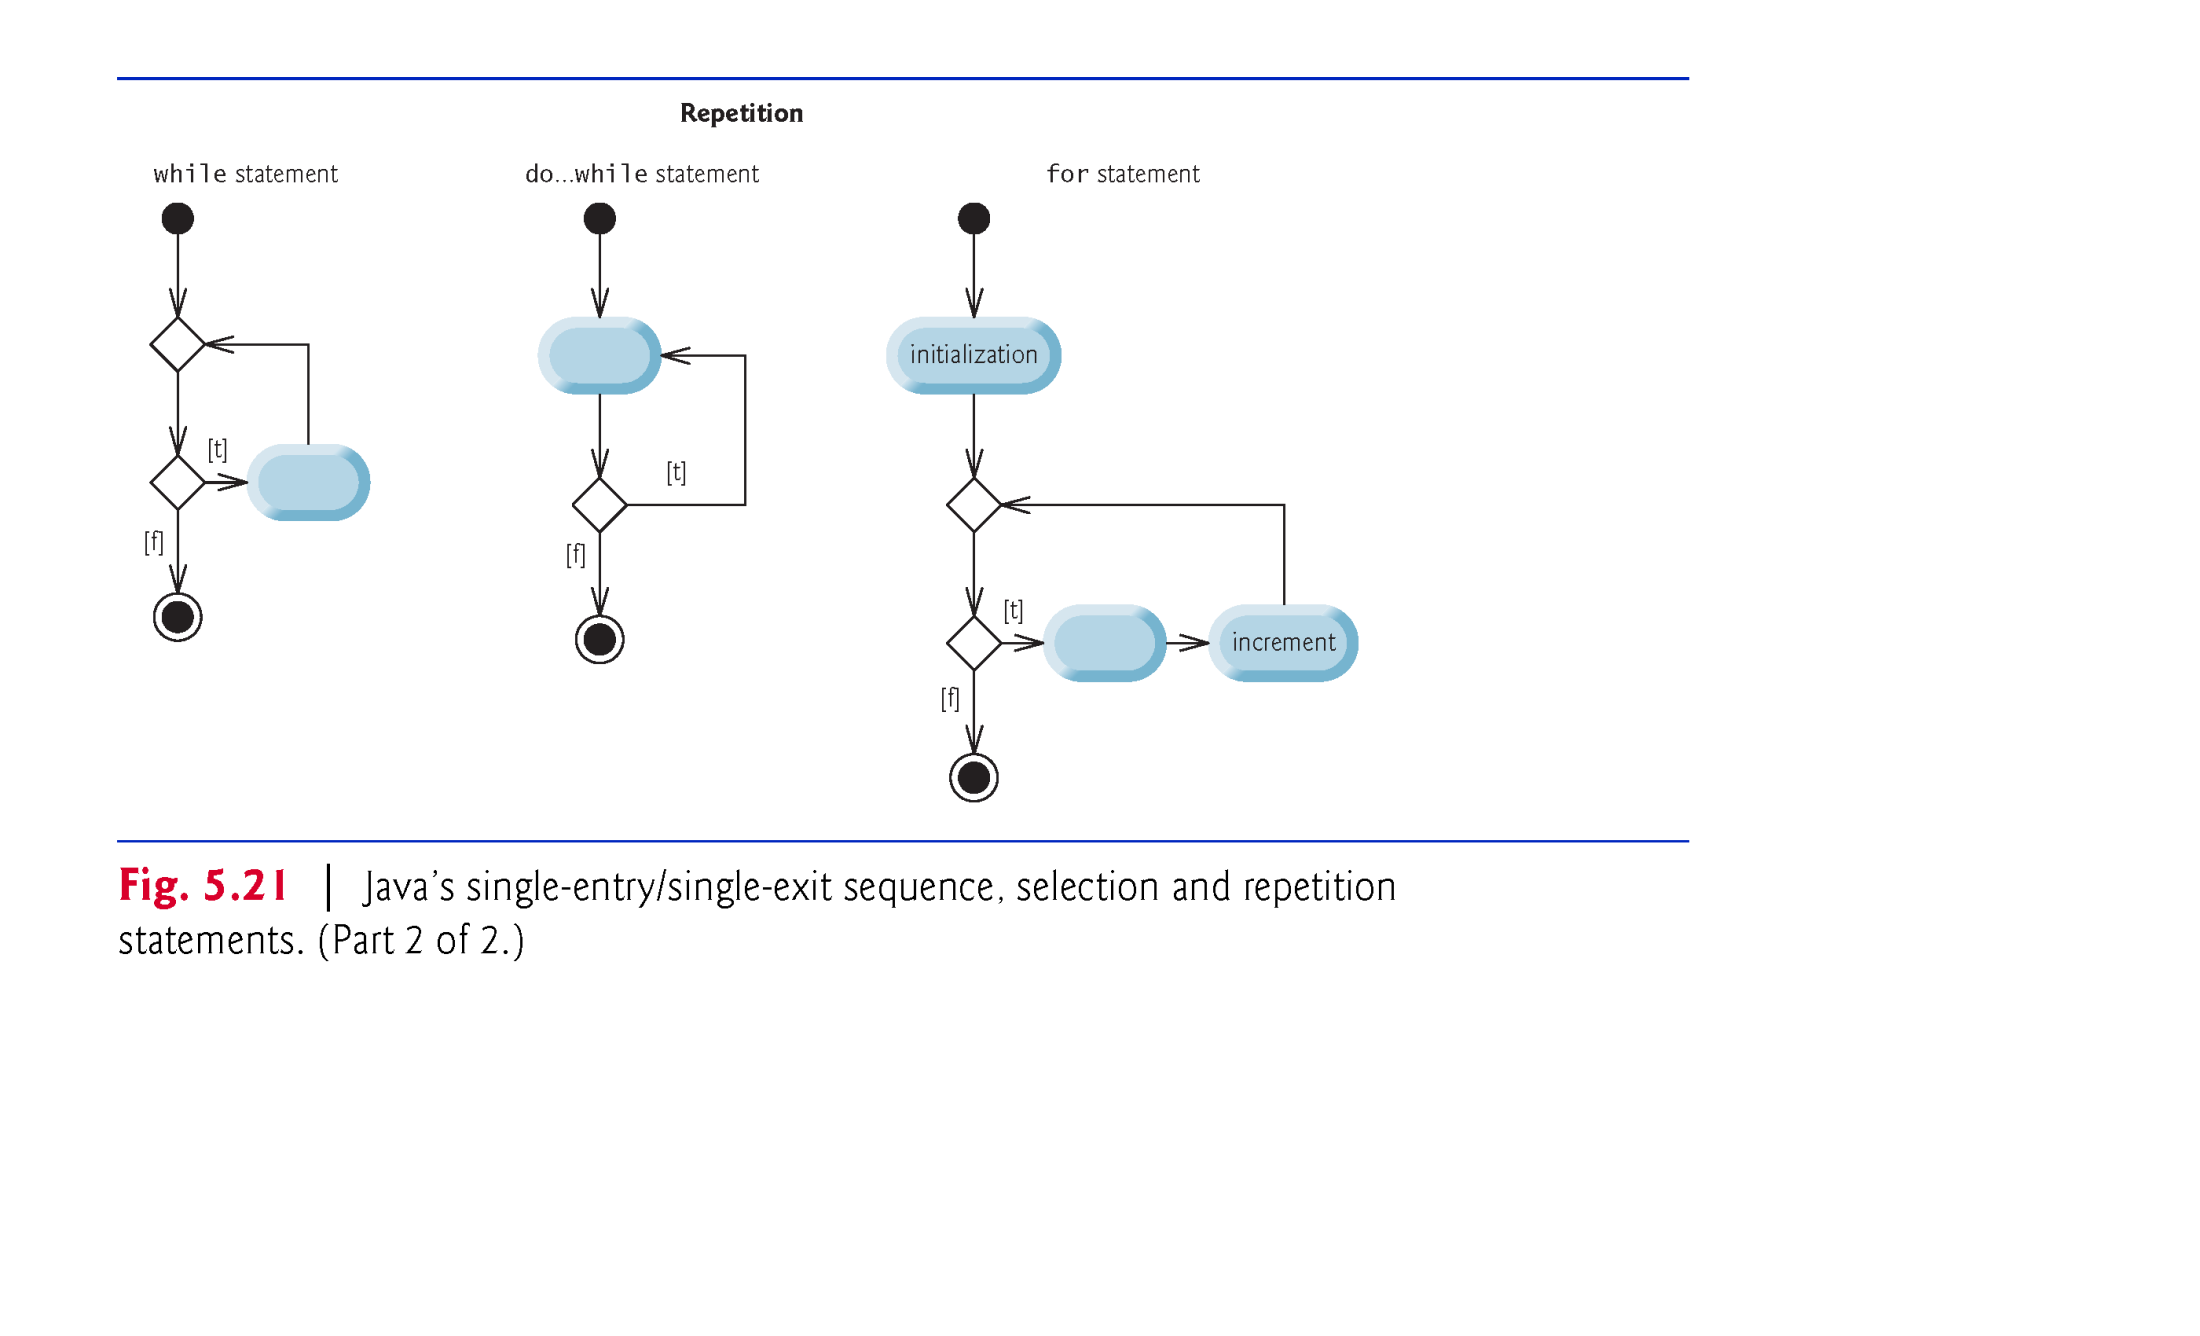 Repetition
while statement
do...while statement
for statement
initialization
[t]
[t]
[f]
[f]
[t]
increment
[f]
Fig. 5.21 | Java’s single-entry/single-exit sequence, selection and repetition
statements. (Part 2 of 2.)